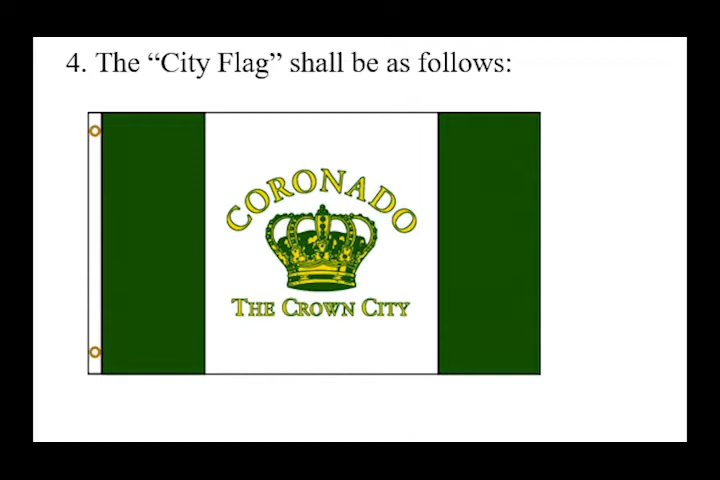 4. The “City Flag” shall be as follows:
CORONADO
THE CROWN CITY